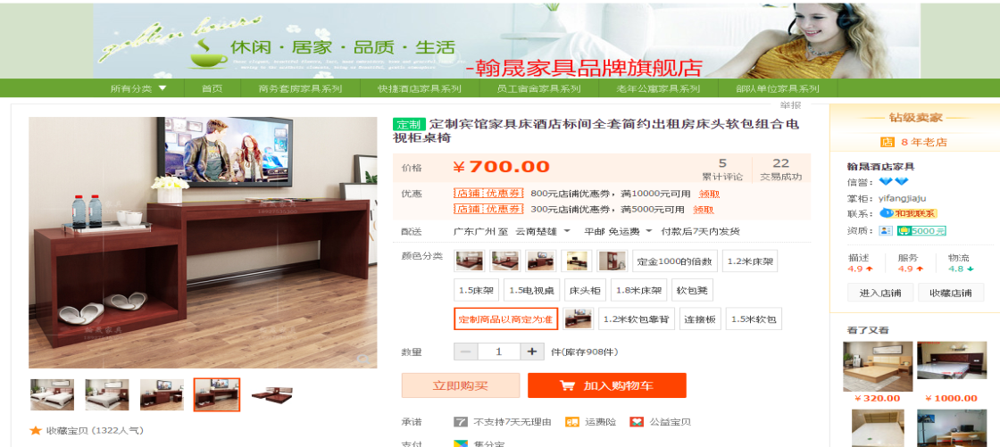 golden hours
休闲·居家·品质·生活
-翰晟家具品牌旗舰店
所有分类 首页 商务套房家具系列 快捷酒店家具系列 员工宿舍家具系列 老年公寓家具系列 部队单位家具系列
举报
定制 定制宾馆家具床酒店标间全套简约出租房床头软包组合电
视柜桌椅
价格 ¥700.00
5 累计评论
22 交易成功
优惠 店铺优惠券 800元店铺优惠券，满10000元可用 领取
店铺优惠券 300元店铺优惠券，满5000元可用 领取
配送 广东广州 至 云南楚雄 平邮 免运费 付款后7天内发货
颜色分类 定金1000的倍数 1.2米床架
1.5床架 1.5电视桌 床头柜 1.8米床架 软包凳
定制商品以商定为准 1.2米软包靠背 连接板 1.5米软包
数量 1 件(库存908件)
立即购买 加入购物车
承诺 7 不支持7天无理由 运费险 公益宝贝
支付 集分宝
收藏宝贝 (1322人气)
翰晟家具
翰晟家具
翰晟家具
钻级卖家
店 8 年老店
翰晟酒店家具
信誉：
掌柜：yifangjiaju
联系：和我联系
资质：5000元
描述 服务 物流
4.9 4.9 4.8
进入店铺 收藏店铺
看了又看
¥320.00 ¥1000.00